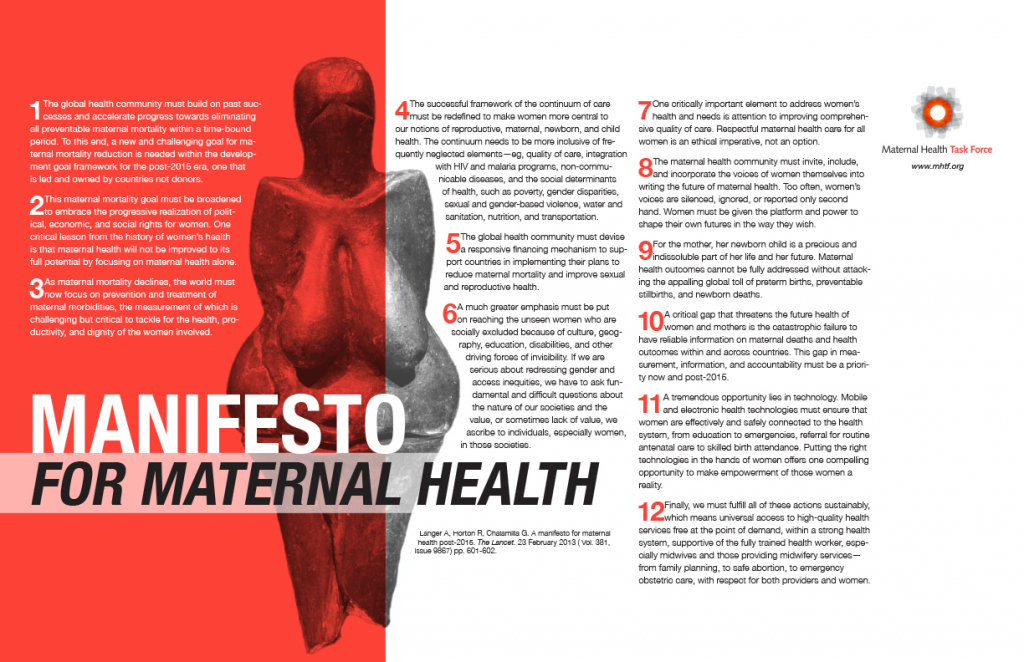 1 The global health community must build on past suc-
cesses and accelerate progress towards eliminating
all preventable maternal mortality within a time-bound
period. To this end, a new and challenging goal for ma-
ternal mortality reduction is needed within the develop-
ment goal framework for the post-2015 era, one that
is led and owned by countries not donors.
2 This maternal mortality goal must be broadened
to embrace the progressive realization of polit-
ical, economic, and social rights for women. One
critical lesson from the history of women's health
is that maternal health will not be improved to its
full potential by focusing on maternal health alone.
3 As maternal mortality declines, the world must
now focus on prevention and treatment of
maternal morbidities, the measurement of which is
challenging but critical to tackle for the health, pro-
ductivity, and dignity of the women involved.
MANIFESTO
FOR MATERNAL HEALTH
4 The successful framework of the continuum of care
must be redefined to make women more central to
our notions of reproductive, maternal, newborn, and child
health. The continuum needs to be more inclusive of fre-
quently neglected elements—eg, quality of care, integration
with HIV and malaria programs, non-commu-
nicable diseases, and the social determinants
of health, such as poverty, gender disparities,
sexual and gender-based violence, water and
sanitation, nutrition, and transportation.
5 The global health community must devise
a responsive financing mechanism to sup-
port countries in implementing their plans to
reduce maternal mortality and improve sexual
and reproductive health.
6 A much greater emphasis must be put
on reaching the unseen women who are
socially excluded because of culture, geog-
raphy, education, disabilities, and other
driving forces of invisibility. If we are
serious about redressing gender and
access inequities, we have to ask fun-
damental and difficult questions about
the nature of our societies and the
value, or sometimes lack of value, we
ascribe to individuals, especially women,
in those societies.
Langer A, Horton R, Chalamilla G. A manifesto for maternal
health post-2015. The Lancet. 23 February 2013 ( Vol. 381,
Issue 9867) pp. 601-602.
7 One critically important element to address women's
health and needs is attention to improving comprehen-
sive quality of care. Respectful maternal health care for all
women is an ethical imperative, not an option.
8 The maternal health community must invite, include,
and incorporate the voices of women themselves into
writing the future of maternal health. Too often, women's
voices are silenced, ignored, or reported only second
hand. Women must be given the platform and power to
shape their own futures in the way they wish.
9 For the mother, her newborn child is a precious and
indissoluble part of her life and her future. Maternal
health outcomes cannot be fully addressed without attack-
ing the appalling global toll of preterm births, preventable
stillbirths, and newborn deaths.
10 A critical gap that threatens the future health of
women and mothers is the catastrophic failure to
have reliable information on maternal deaths and health
outcomes within and across countries. This gap in mea-
surement, information, and accountability must be a priori-
ty now and post-2015.
11 A tremendous opportunity lies in technology. Mobile
and electronic health technologies must ensure that
women are effectively and safely connected to the health
system, from education to emergencies, referral for routine
antenatal care to skilled birth attendance. Putting the right
technologies in the hands of women offers one compelling
opportunity to make empowerment of those women a
reality.
12 Finally, we must fulfill all of these actions sustainably,
which means universal access to high-quality health
services free at the point of demand, within a strong health
system, supportive of the fully trained health worker, espe-
cially midwives and those providing midwifery services—
from family planning, to safe abortion, to emergency
obstetric care, with respect for both providers and women.
Maternal Health Task Force
www.mhtf.org